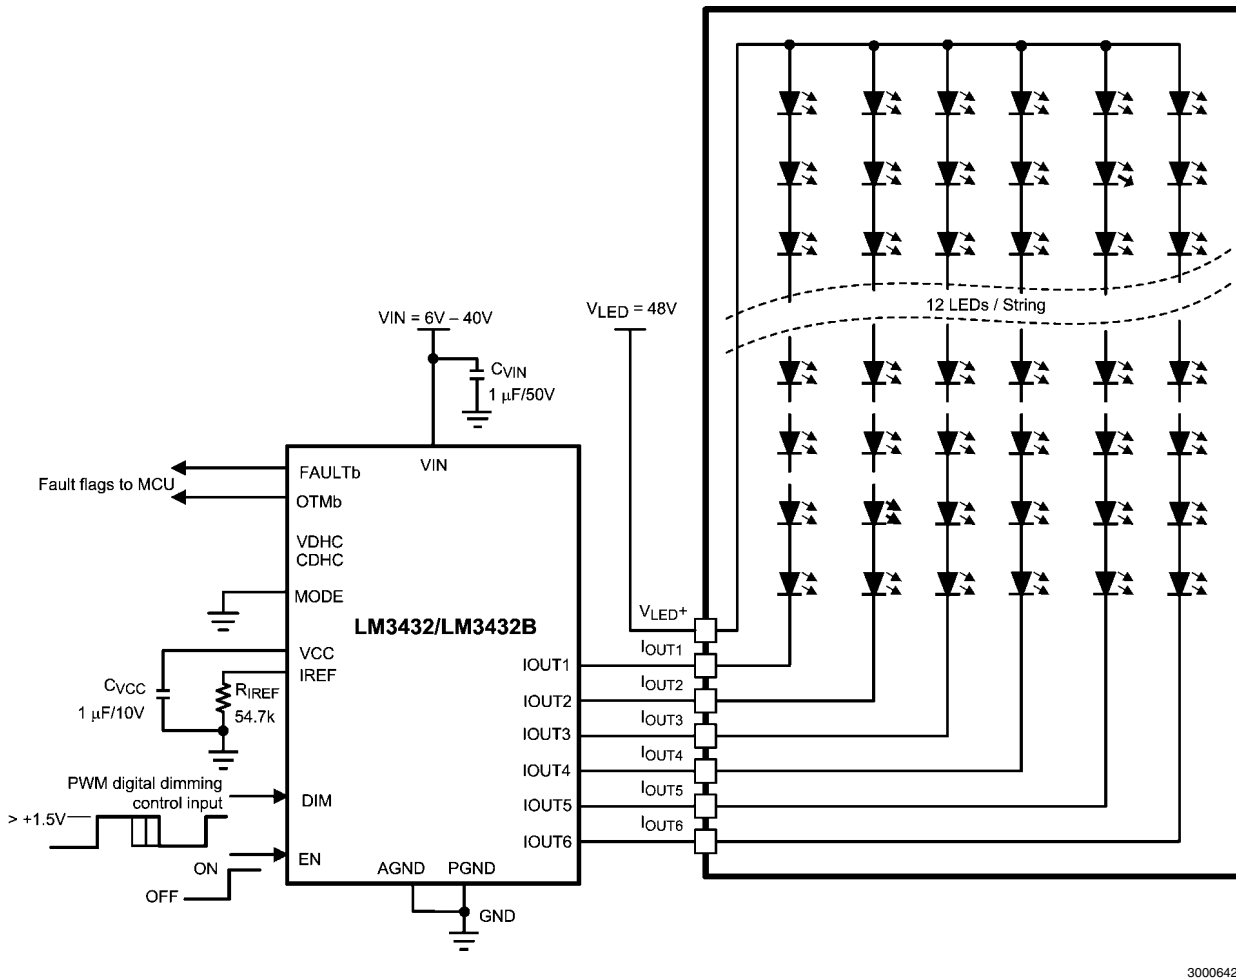 12 LEDs / String
VIN = 6V – 40V
VLED = 48V
CVIN
1 µF/50V
VIN
FAULTb
Fault flags to MCU
OTMb
VDHC
CDHC
MODE
LM3432/LM3432B
VLED+
VCC
IOUT1
IOUT1
IREF
CVCC
1 µF/10V
RIREF
54.7k
IOUT2
IOUT2
IOUT3
IOUT3
IOUT4
IOUT4
PWM digital dimming
control input
> +1.5V
DIM
IOUT5
IOUT5
IOUT6
IOUT6
EN
ON
OFF
AGND
PGND
GND
3000642